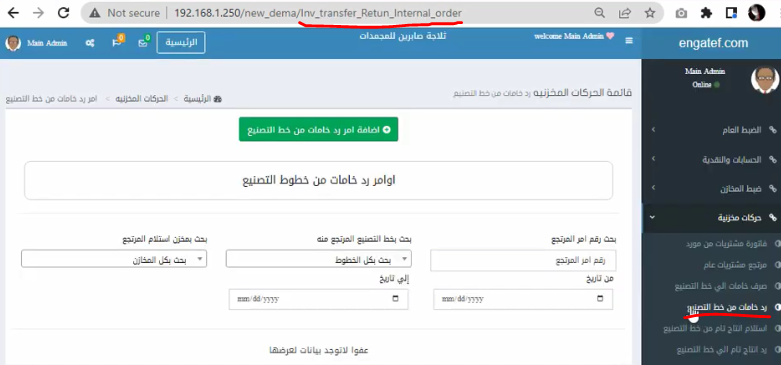 Not secure | 192.168.1.250/new_dema/Inv_transfer_Retun_Internal_order
engatef.com
welcome Main Admin
ثلاجة صابرين للمجمدات
الرئيسية
Main Admin
Main Admin
Online
قائمة الحركات المخزنيه رد خامات من خط التصنيع
الرئيسية > الحركات المخزنيه > امر رد خامات من خط التصنيع
اضافة امر رد خامات من خط التصنيع
اوامر رد خامات من خطوط التصنيع
بحث رقم امر المرتجع
بحث بخط التصنيع المرتجع منه
بحث بمخزن استلام المرتجع
رقم امر المرتجع
بحث بكل الخطوط
بحث بكل المخازن
من تاريخ
إلي تاريخ
mm/dd/yyyy
mm/dd/yyyy
عفوا لاتوجد بيانات لعرضها
الضبط العام
الحسابات والنقدية
ضبط المخازن
حركات مخزنية
فاتورة مشتريات من مورد
مرتجع مشتريات عام
صرف خامات الي خط التصنيع
رد خامات من خط التصنيع
استلام انتاج تام من خط التصنيع
رد انتاج تام الي خط التصنيع